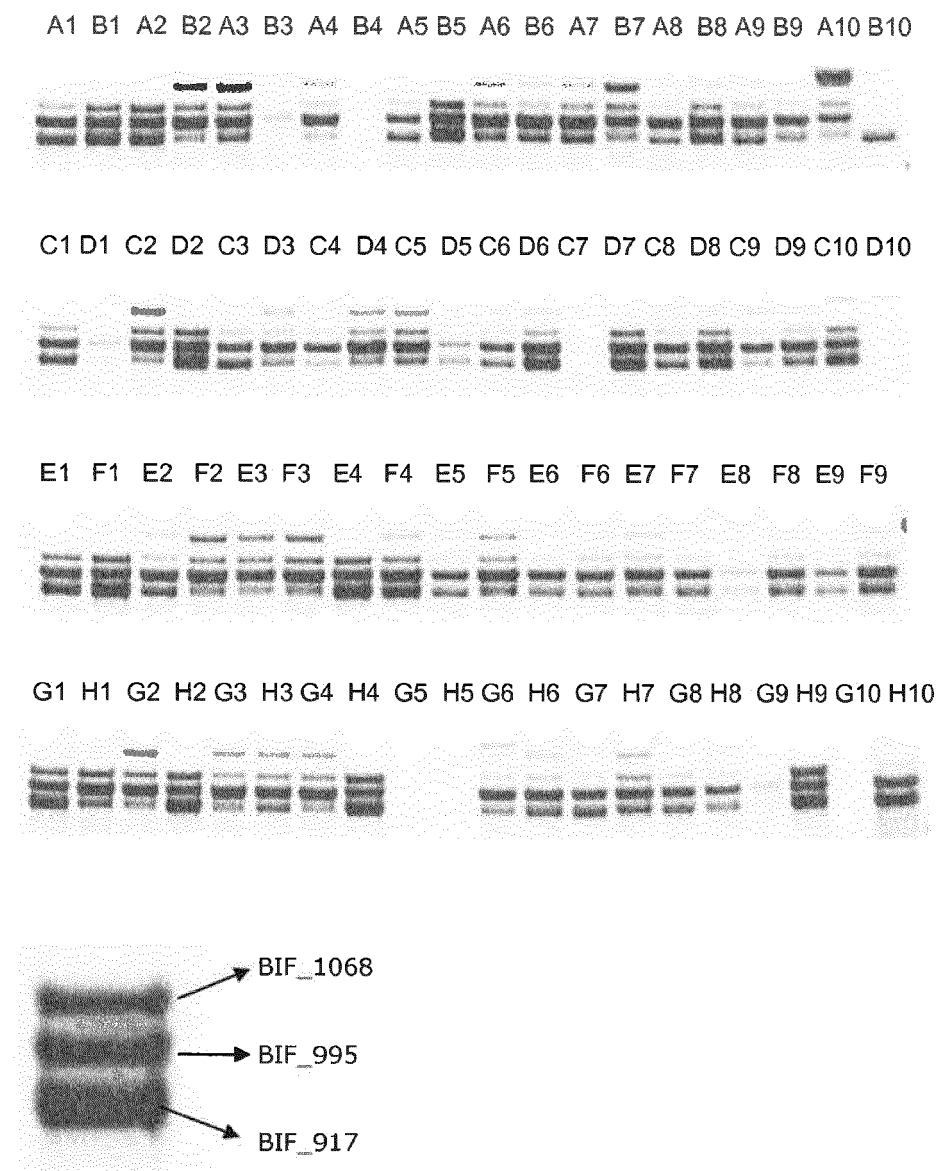 A1 B1 A2 B2 A3 B3 A4 B4 A5 B5 A6 B6 A7 B7 A8 B8 A9 B9 A10 B10
C1 D1 C2 D2 C3 D3 C4 D4 C5 D5 C6 D6 C7 D7 C8 D8 C9 D9 C10 D10
E1 F1 E2 F2 E3 F3 E4 F4 E5 F5 E6 F6 E7 F7 E8 F8 E9 F9
G1 H1 G2 H2 G3 H3 G4 H4 G5 H5 G6 H6 G7 H7 G8 H8 G9 H9 G10 H10
BIF_1068
BIF_995
BIF_917